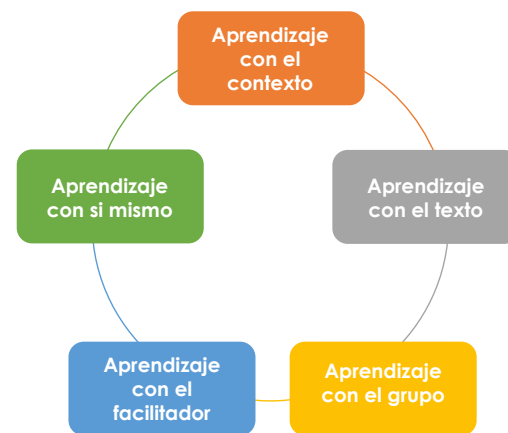 Aprendizaje
con el
contexto
Aprendizaje
con si mismo
Aprendizaje
con el texto
Aprendizaje
con el
facilitador
Aprendizaje
con el grupo